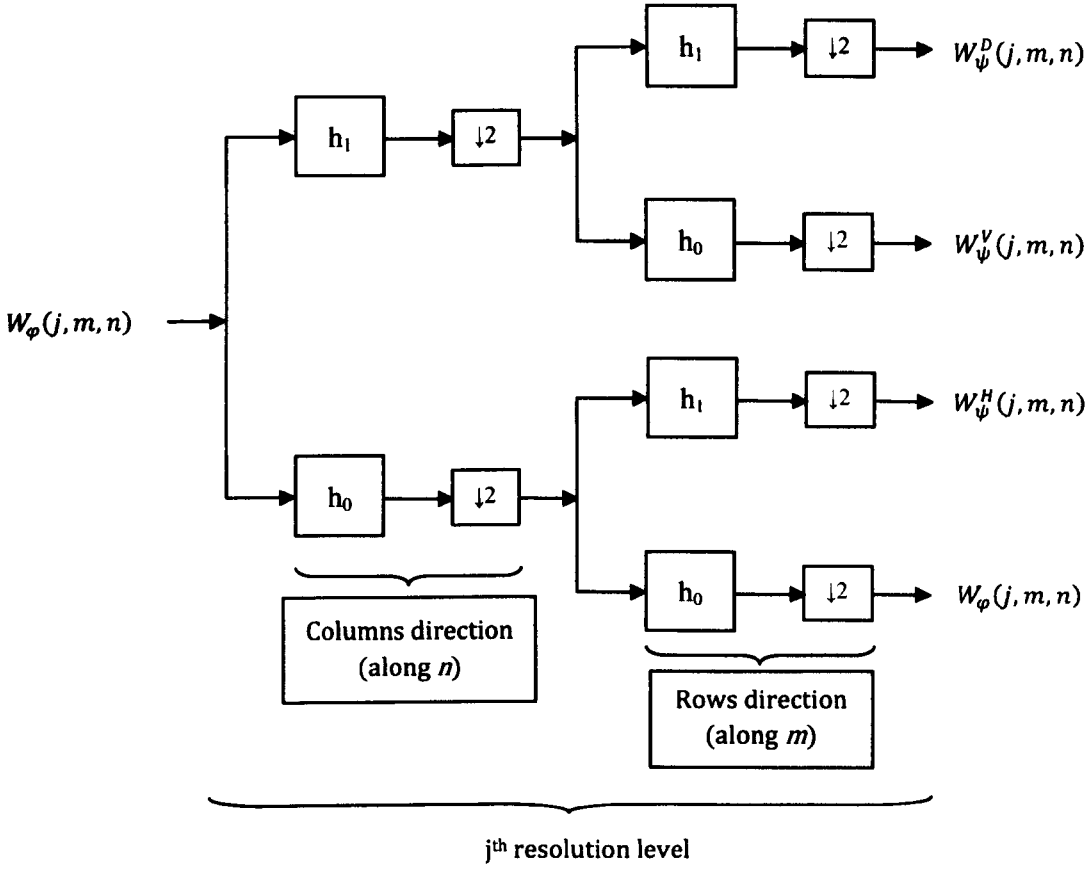 h₁ ↓2 W_ψ^D(j, m, n)
h₁ ↓2
h₀ ↓2 W_ψ^V(j, m, n)
W_φ(j, m, n)
h₁ ↓2 W_ψ^H(j, m, n)
h₀ ↓2
h₀ ↓2 W_φ(j, m, n)
Columns direction
(along n)
Rows direction
(along m)
jᵗʰ resolution level